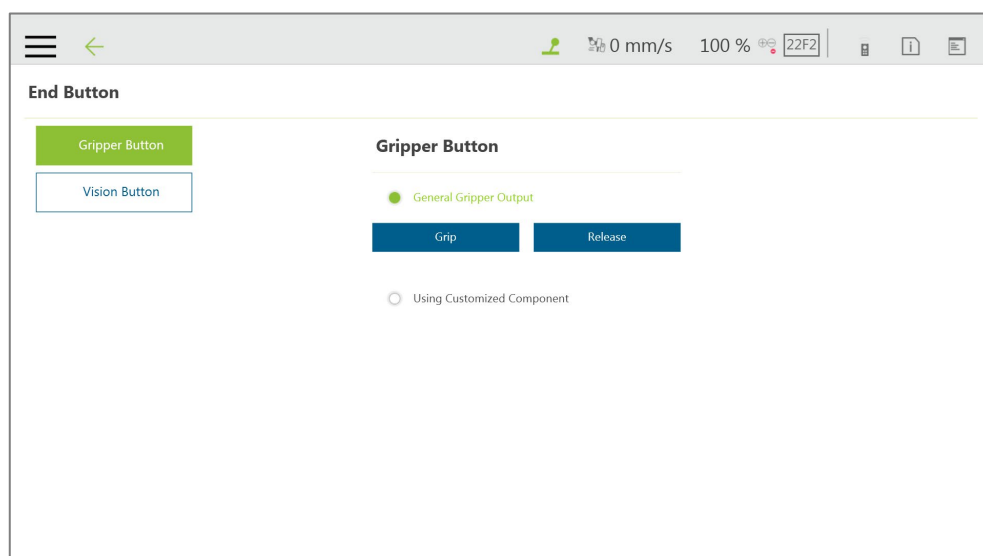 0 mm/s 100 % 22F2
End Button
Gripper Button
Vision Button
Gripper Button
General Gripper Output
Grip Release
Using Customized Component